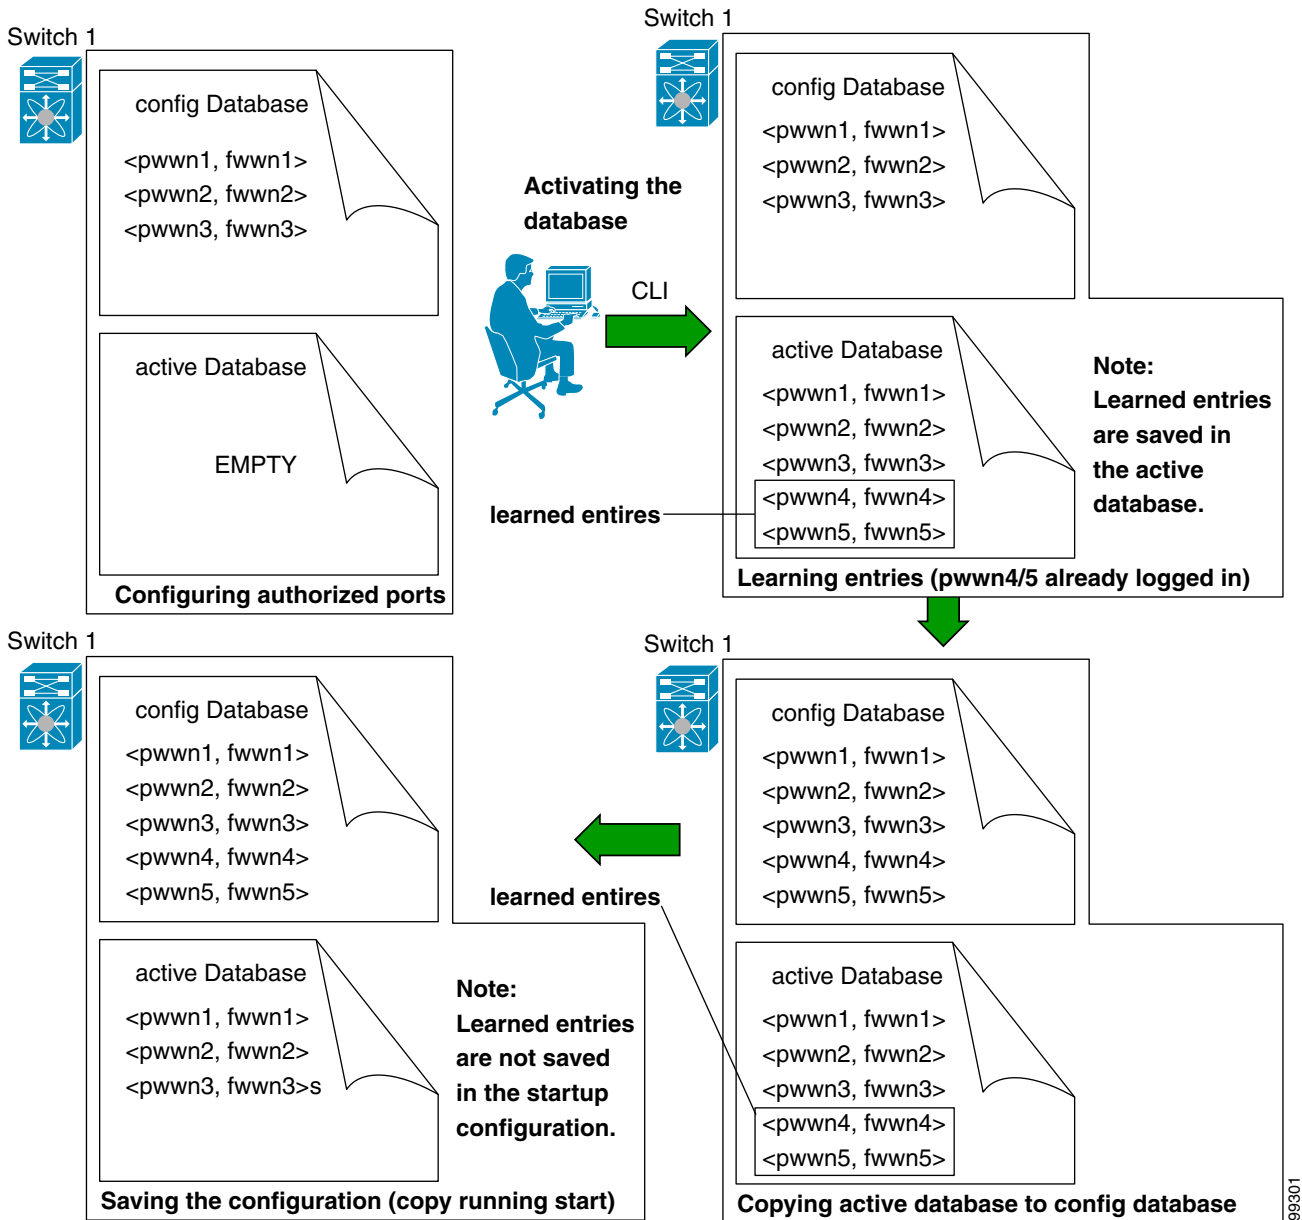 Switch 1
config Database
<pwwn1, fwwn1>
<pwwn2, fwwn2>
<pwwn3, fwwn3>
active Database
EMPTY
Configuring authorized ports
Activating the
database
CLI
Switch 1
config Database
<pwwn1, fwwn1>
<pwwn2, fwwn2>
<pwwn3, fwwn3>
active Database
<pwwn1, fwwn1>
<pwwn2, fwwn2>
<pwwn3, fwwn3>
<pwwn4, fwwn4>
<pwwn5, fwwn5>
learned entires
Note:
Learned entries
are saved in
the active
database.
Learning entries (pwwn4/5 already logged in)
Switch 1
config Database
<pwwn1, fwwn1>
<pwwn2, fwwn2>
<pwwn3, fwwn3>
<pwwn4, fwwn4>
<pwwn5, fwwn5>
active Database
<pwwn1, fwwn1>
<pwwn2, fwwn2>
<pwwn3, fwwn3>s
Note:
Learned entries
are not saved
in the startup
configuration.
Saving the configuration (copy running start)
Switch 1
config Database
<pwwn1, fwwn1>
<pwwn2, fwwn2>
<pwwn3, fwwn3>
<pwwn4, fwwn4>
<pwwn5, fwwn5>
learned entires
active Database
<pwwn1, fwwn1>
<pwwn2, fwwn2>
<pwwn3, fwwn3>
<pwwn4, fwwn4>
<pwwn5, fwwn5>
Copying active database to config database
99301